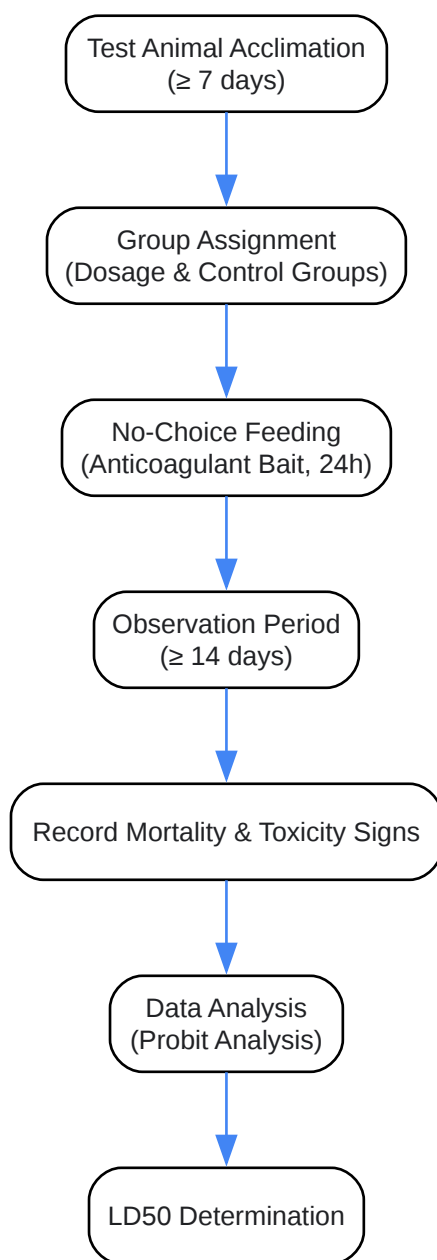 Test Animal Acclimation
(≥ 7 days)
Group Assignment
(Dosage & Control Groups)
No-Choice Feeding
(Anticoagulant Bait, 24h)
Observation Period
(≥ 14 days)
Record Mortality & Toxicity Signs
Data Analysis
(Probit Analysis)
LD50 Determination